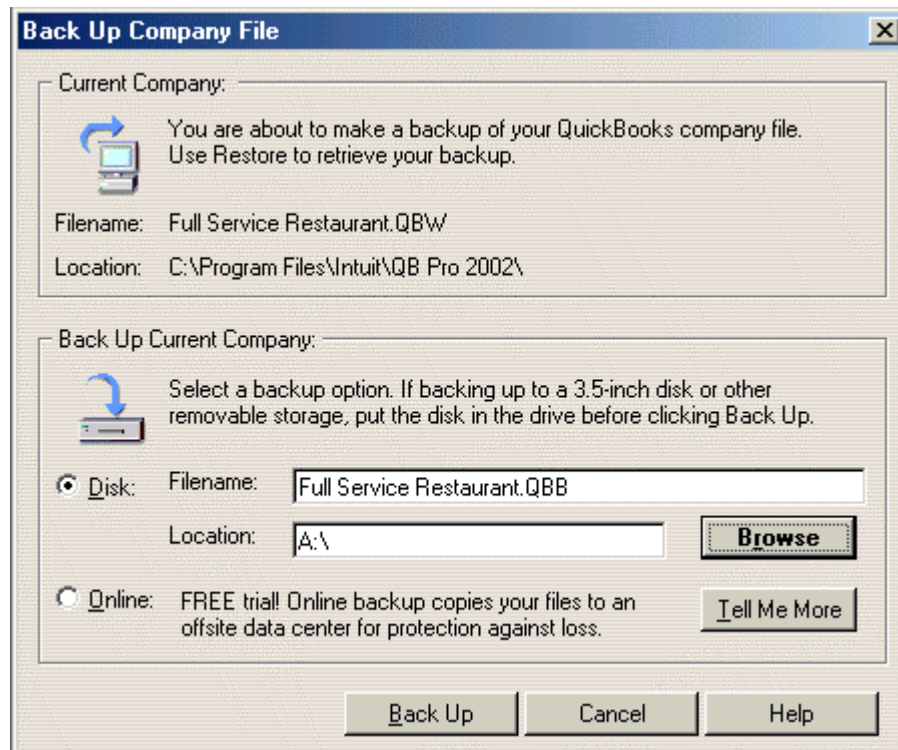 Back Up Company File
Current Company:
You are about to make a backup of your QuickBooks company file.
Use Restore to retrieve your backup.
Filename: Full Service Restaurant.QBW
Location: C:\Program Files\Intuit\QB Pro 2002\
Back Up Current Company:
Select a backup option. If backing up to a 3.5-inch disk or other
removable storage, put the disk in the drive before clicking Back Up.
Disk: Filename: Full Service Restaurant.QBB
Location: A:\ Browse
Online: FREE trial! Online backup copies your files to an
offsite data center for protection against loss.
Tell Me More
Back Up Cancel Help